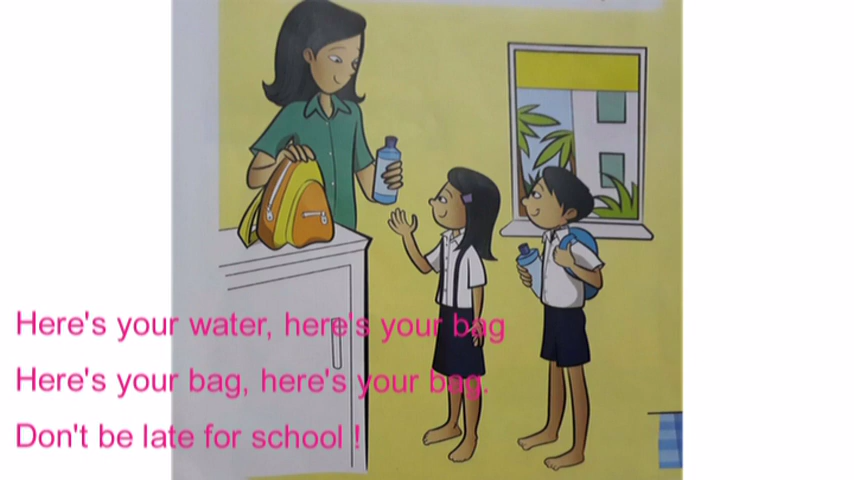 Here's your water, here's your bag
Here's your bag, here's your bag.
Don't be late for school !